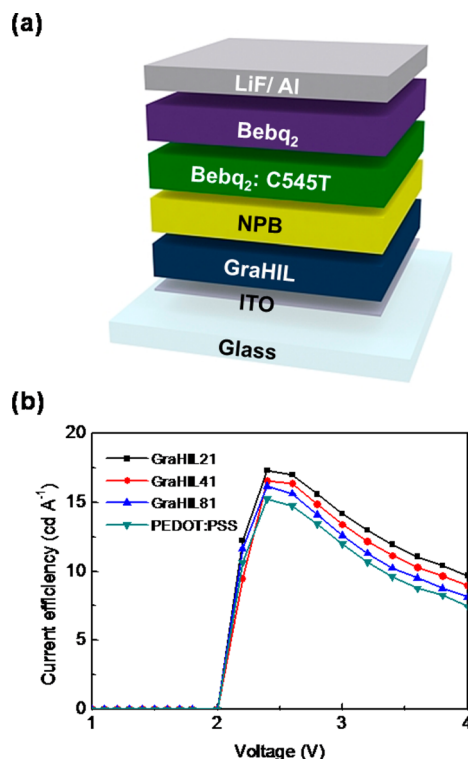 (a)
LiF/ Al
Bebq₂
Bebq₂: C545T
NPB
GraHIL
ITO
Glass
(b)
20
15
10
5
0
Current efficiency (cd A⁻¹)
GraHIL21
GraHIL41
GraHIL81
PEDOT:PSS
1 2 3 4
Voltage (V)